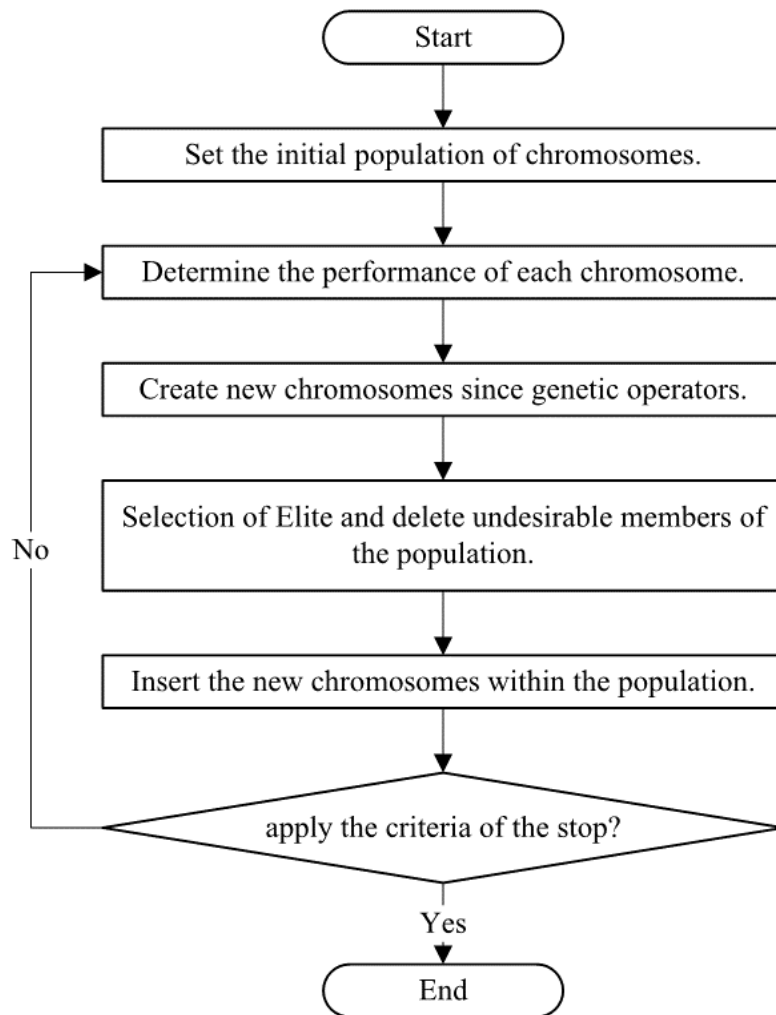 Start
Set the initial population of chromosomes.
Determine the performance of each chromosome.
Create new chromosomes since genetic operators.
Selection of Elite and delete undesirable members of
the population.
No
Insert the new chromosomes within the population.
apply the criteria of the stop?
Yes
End